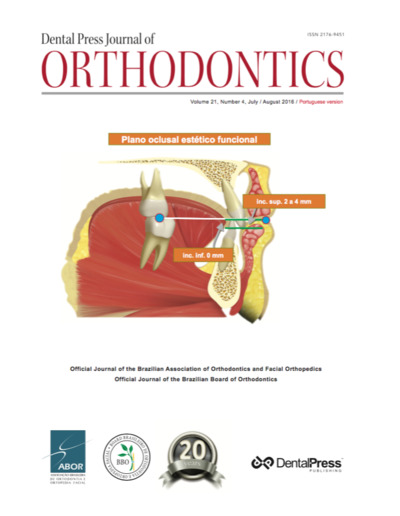 ISSN 2176-9451
Dental Press Journal of
ORTHODONTICS
Volume 21, Number 4, July / August 2016 / Portuguese version
Plano oclusal estético funcional
Inc. sup. 2 a 4 mm
Inc. inf. 0 mm
Official Journal of the Brazilian Association of Orthodontics and Facial Orthopedics
Official Journal of the Brazilian Board of Orthodontics
ABOR
BBO
20
DentalPress
PUBLISHING